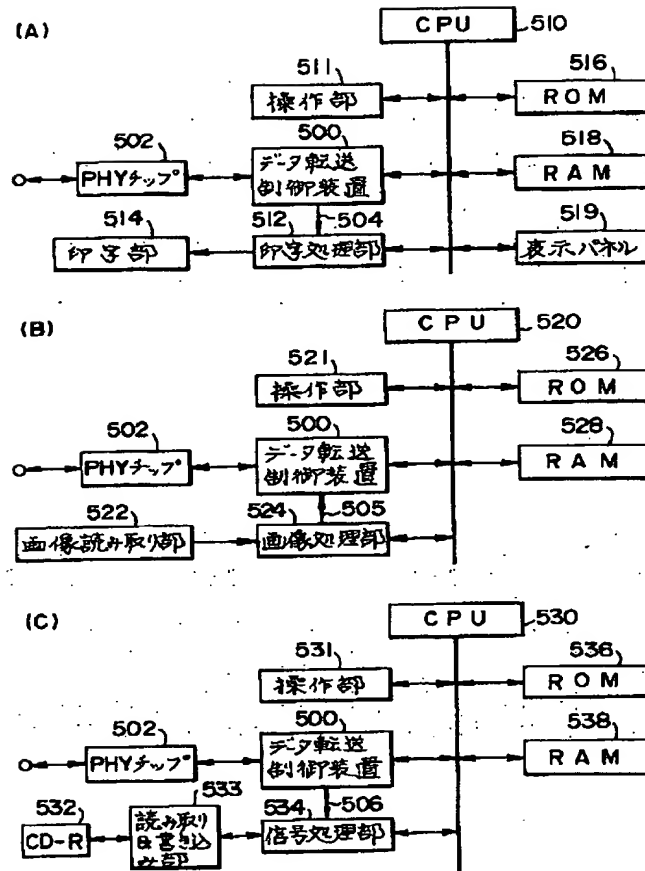 (A)
CPU
510
511
操作部
516
ROM
502
PHYチップ
500
データ転送
制御装置
518
RAM
504
514
印字部
512
印字処理部
519
表示パネル
(B)
CPU
520
521
操作部
526
ROM
502
PHYチップ
500
データ転送
制御装置
528
RAM
522
画像読み取り部
524
505
画像処理部
(C)
CPU
530
531
操作部
536
ROM
502
PHYチップ
500
データ転送
制御装置
538
RAM
532
CD-R
533
読み取り
&書き込
み部
534
506
信号処理部